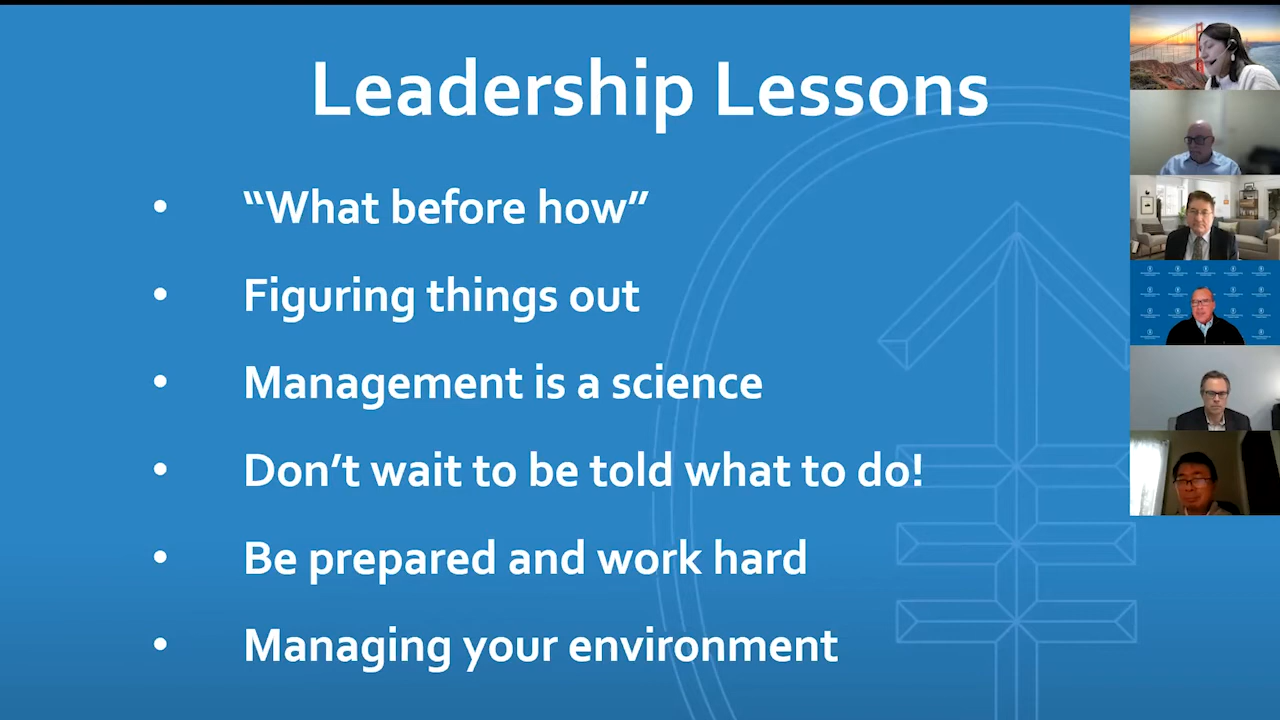 Leadership Lessons
• “What before how”
• Figuring things out
• Management is a science
• Don’t wait to be told what to do!
• Be prepared and work hard
• Managing your environment